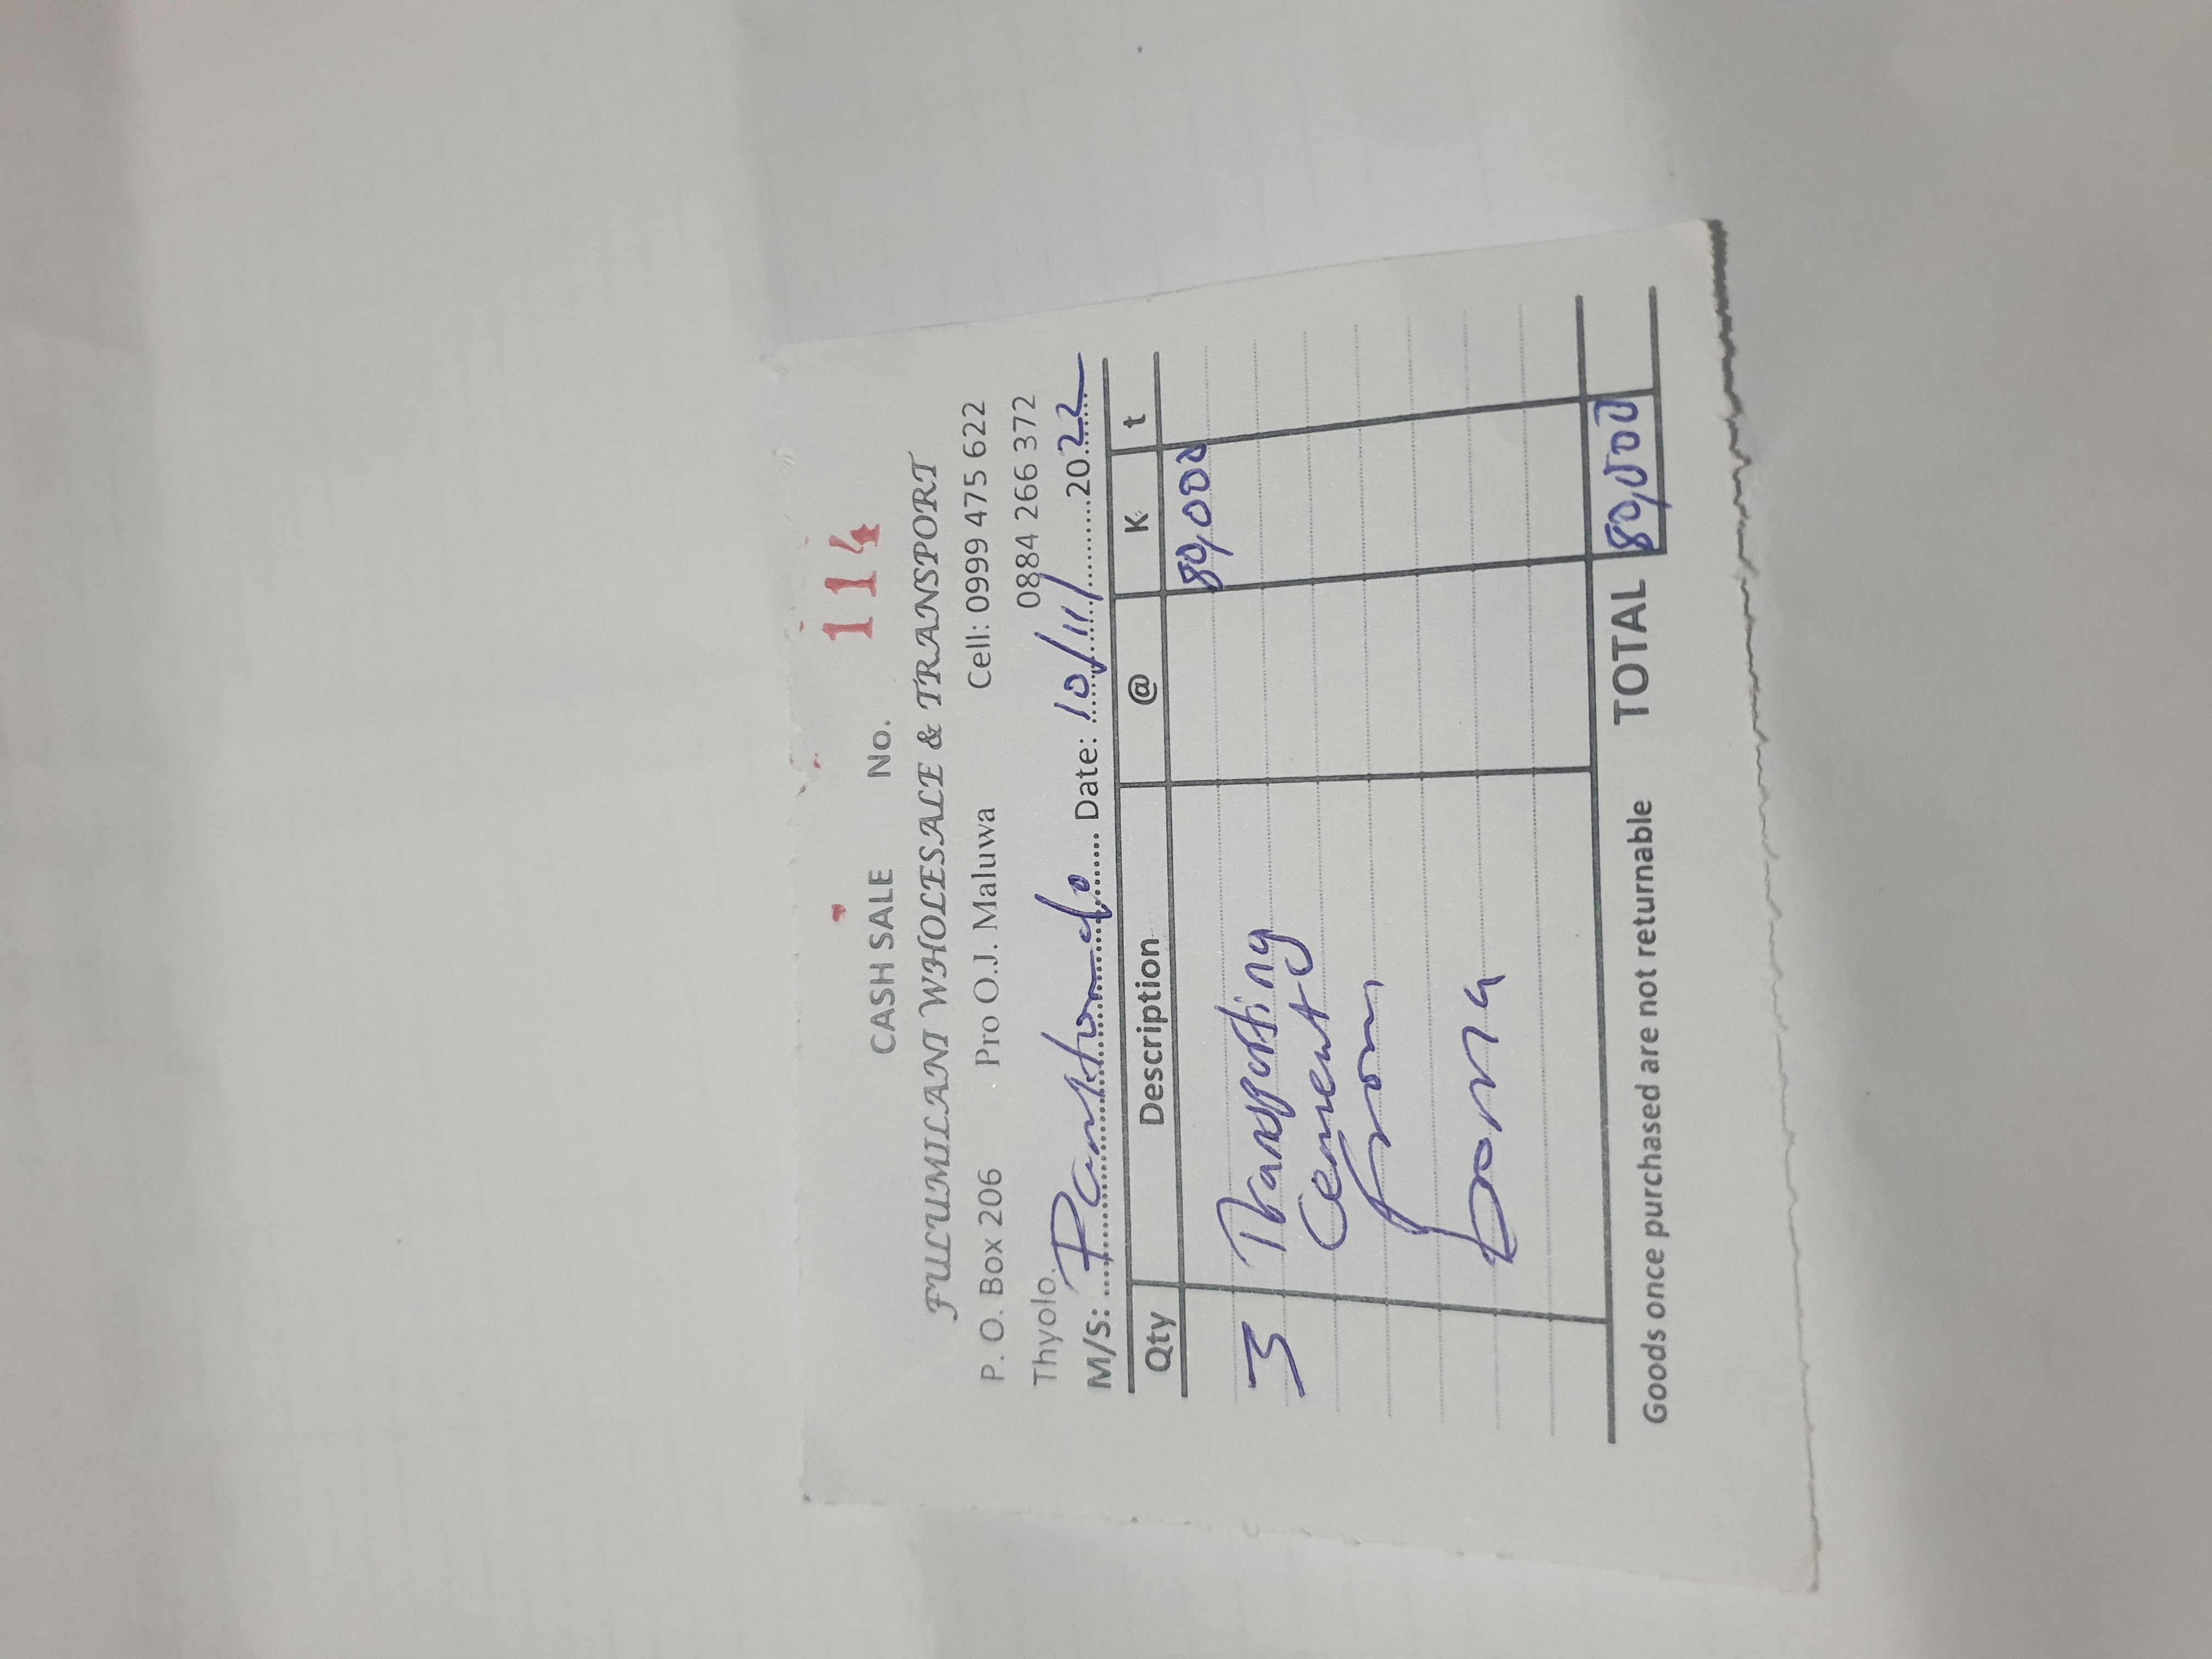 CASH SALE No. 114
FULUMILANI WHOLESALE & TRANSPORT
P. O. Box 206 Pro O.J. Maluwa Cell: 0999 475 622
Thyolo. 0884 266 372
M/S: Date: 10/11/2022
Qty Description @ K t
80,000
3 Transporting
Cement
from
TOTAL 80,000
Goods once purchased are not returnable